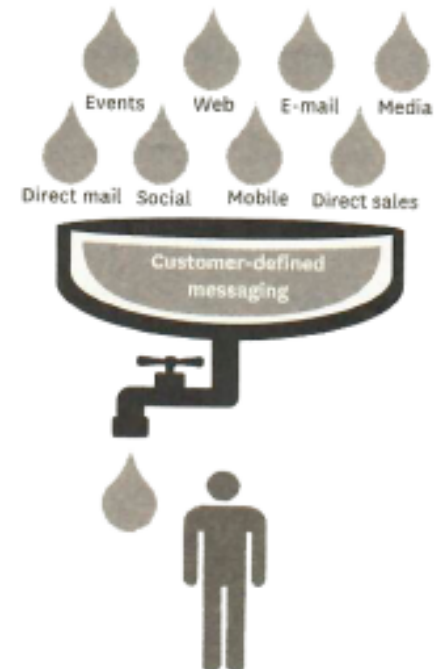 Events Web E-mail Media
Direct mail Social Mobile Direct sales
Customer-defined
messaging